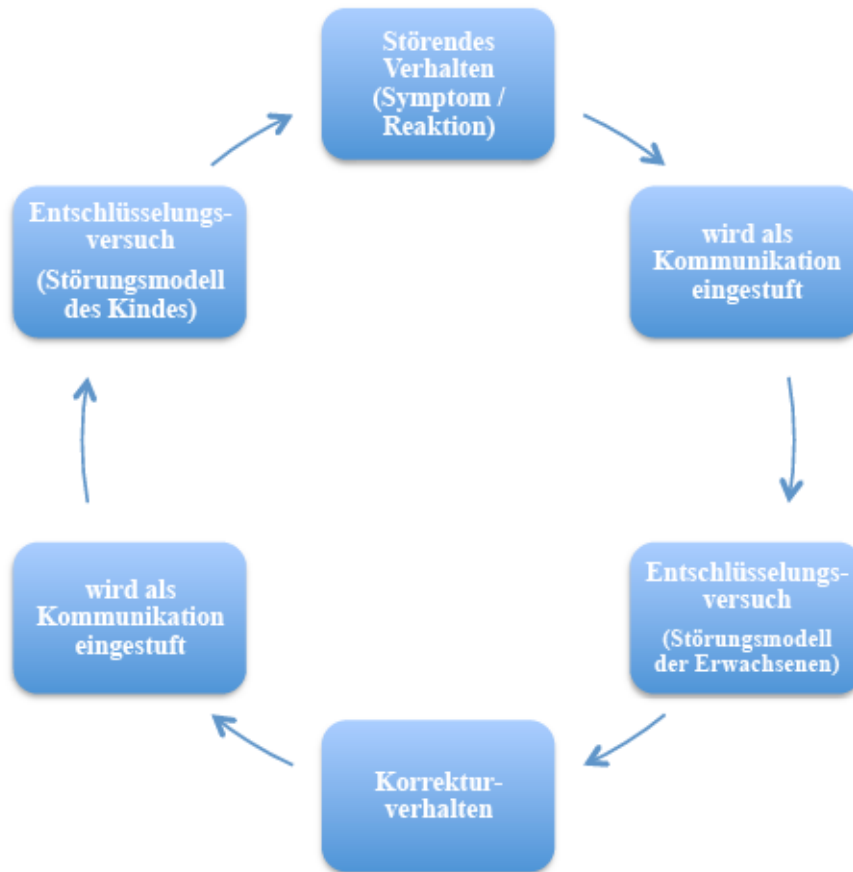 Störendes
Verhalten
(Symptom /
Reaktion)
wird als
Kommunikation
eingestuft
Entschlüsselungs-
versuch
(Störungsmodell
der Erwachsenen)
Korrektur-
verhalten
wird als
Kommunikation
eingestuft
Entschlüsselungs-
versuch
(Störungsmodell
des Kindes)